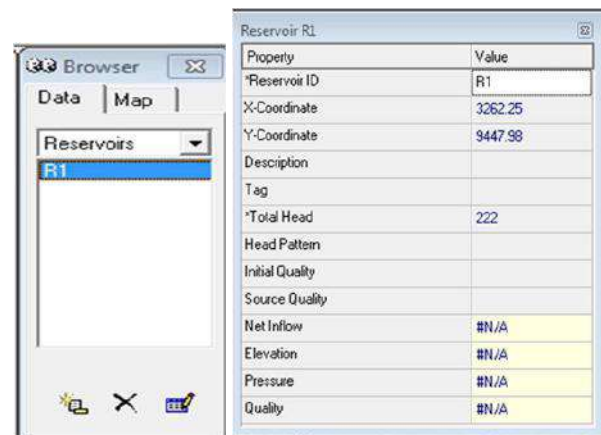 Browser
Data Map
Reservoirs
R1
Reservoir R1
Property Value
*Reservoir ID R1
X-Coordinate 3262.25
Y-Coordinate 9447.98
Description
Tag
*Total Head 222
Head Pattern
Initial Quality
Source Quality
Net Inflow #N/A
Elevation #N/A
Pressure #N/A
Quality #N/A